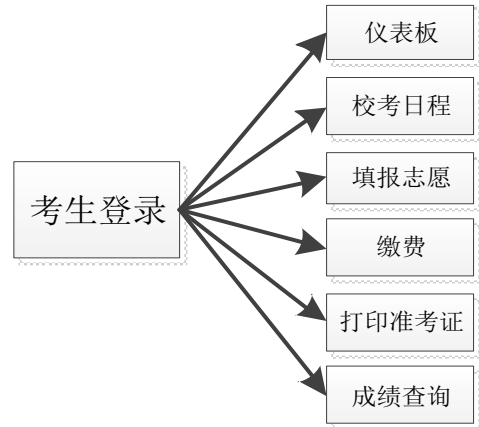 考生登录
仪表板
校考日程
填报志愿
缴费
打印准考证
成绩查询